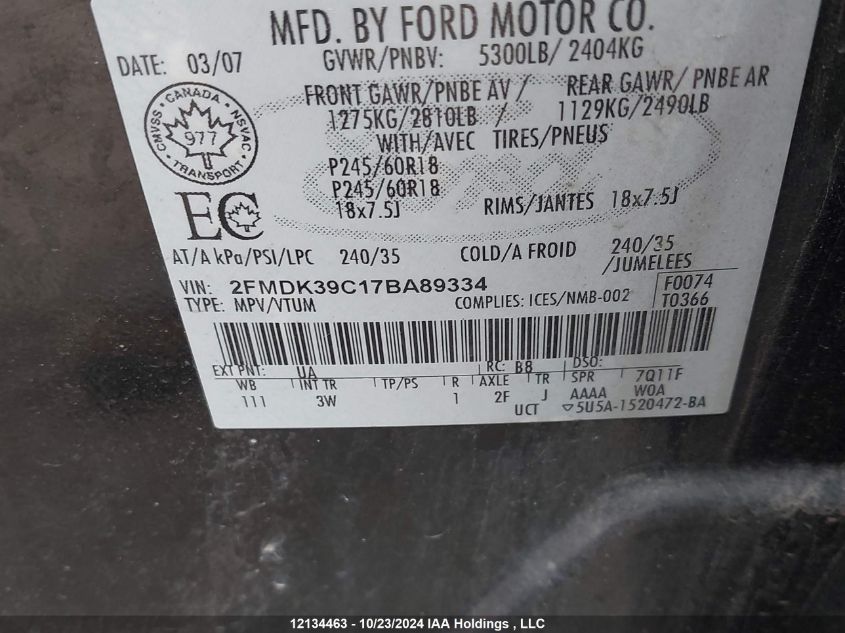 MFD. BY FORD MOTOR CO.
DATE: 03/07 GVWR/PNBV: 5300LB/ 2404KG
FRONT GAWR/PNBE AV / REAR GAWR/ PNBE AR
1275KG/2810LB / 1129KG/2490LB
WITH/AVEC TIRES/PNEUS
CANADA
CMVSS NSVAC
977
TRANSPORT
P245/60R18
P245/60R18
18x7.5J RIMS/JANTES 18x7.5J
EC
AT/A kPa/PSI/LPC 240/35 COLD/A FROID 240/35
/JUMELEES
VIN: 2FMDK39C17BA89334 F0074
TYPE: MPV/VTUM COMPLIES: ICES/NMB-002 T0366
EXT PNT: UA RC: B8 DSO:
WB INT TR TP/PS R AXLE TR SPR 7Q11F
111 3W 1 2F J AAAA W0A
UCT ▽5U5A-1520472-BA
12134463 - 10/23/2024 IAA Holdings , LLC